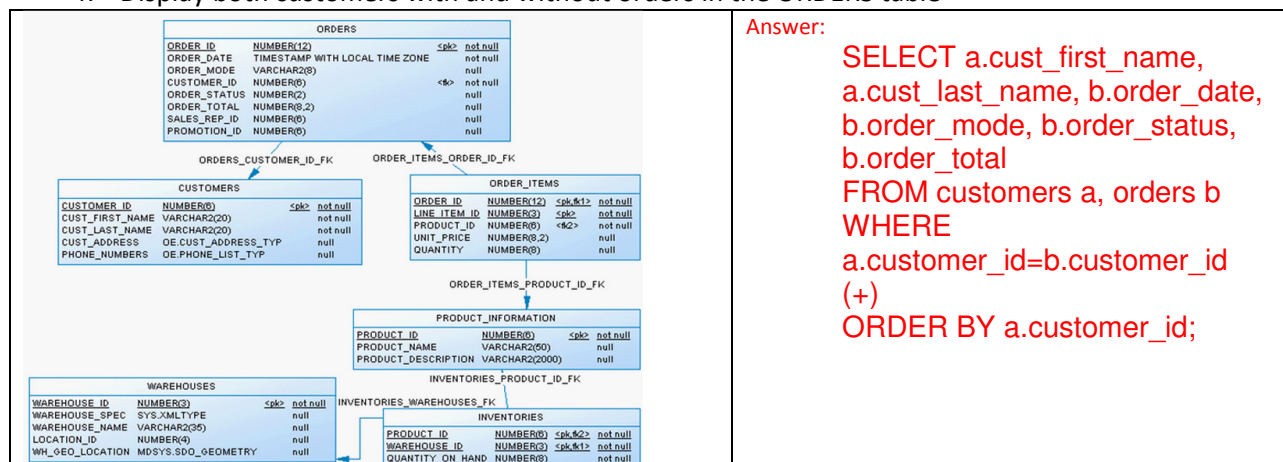 4. Display both customers with and without orders in the ORDERS table
ORDERS
ORDER_ID NUMBER(12) <pk> not null
ORDER_DATE TIMESTAMP WITH LOCAL TIME ZONE not null
ORDER_MODE VARCHAR2(8) null
CUSTOMER_ID NUMBER(6) <fk> not null
ORDER_STATUS NUMBER(2) null
ORDER_TOTAL NUMBER(8,2) null
SALES_REP_ID NUMBER(6) null
PROMOTION_ID NUMBER(6) null
ORDERS_CUSTOMER_ID_FK
ORDER_ITEMS_ORDER_ID_FK
CUSTOMERS
CUSTOMER_ID NUMBER(6) <pk> not null
CUST_FIRST_NAME VARCHAR2(20) not null
CUST_LAST_NAME VARCHAR2(20) not null
CUST_ADDRESS OE.CUST_ADDRESS_TYP null
PHONE_NUMBERS OE.PHONE_LIST_TYP null
ORDER_ITEMS
ORDER_ID NUMBER(12) <pk,fk1> not null
LINE_ITEM_ID NUMBER(3) <pk> not null
PRODUCT_ID NUMBER(6) <fk2> not null
UNIT_PRICE NUMBER(8,2) null
QUANTITY NUMBER(8) null
ORDER_ITEMS_PRODUCT_ID_FK
PRODUCT_INFORMATION
PRODUCT_ID NUMBER(6) <pk> not null
PRODUCT_NAME VARCHAR2(50) null
PRODUCT_DESCRIPTION VARCHAR2(2000) null
INVENTORIES_PRODUCT_ID_FK
WAREHOUSES
WAREHOUSE_ID NUMBER(3) <pk> not null
WAREHOUSE_SPEC SYS.XMLTYPE null
WAREHOUSE_NAME VARCHAR2(35) null
LOCATION_ID NUMBER(4) null
WH_GEO_LOCATION MDSYS.SDO_GEOMETRY null
INVENTORIES_WAREHOUSES_FK
INVENTORIES
PRODUCT_ID NUMBER(6) <pk,fk2> not null
WAREHOUSE_ID NUMBER(3) <pk,fk1> not null
QUANTITY_ON_HAND NUMBER(8) not null
Answer:
SELECT a.cust_first_name,
a.cust_last_name, b.order_date,
b.order_mode, b.order_status,
b.order_total
FROM customers a, orders b
WHERE
a.customer_id=b.customer_id
(+)
ORDER BY a.customer_id;